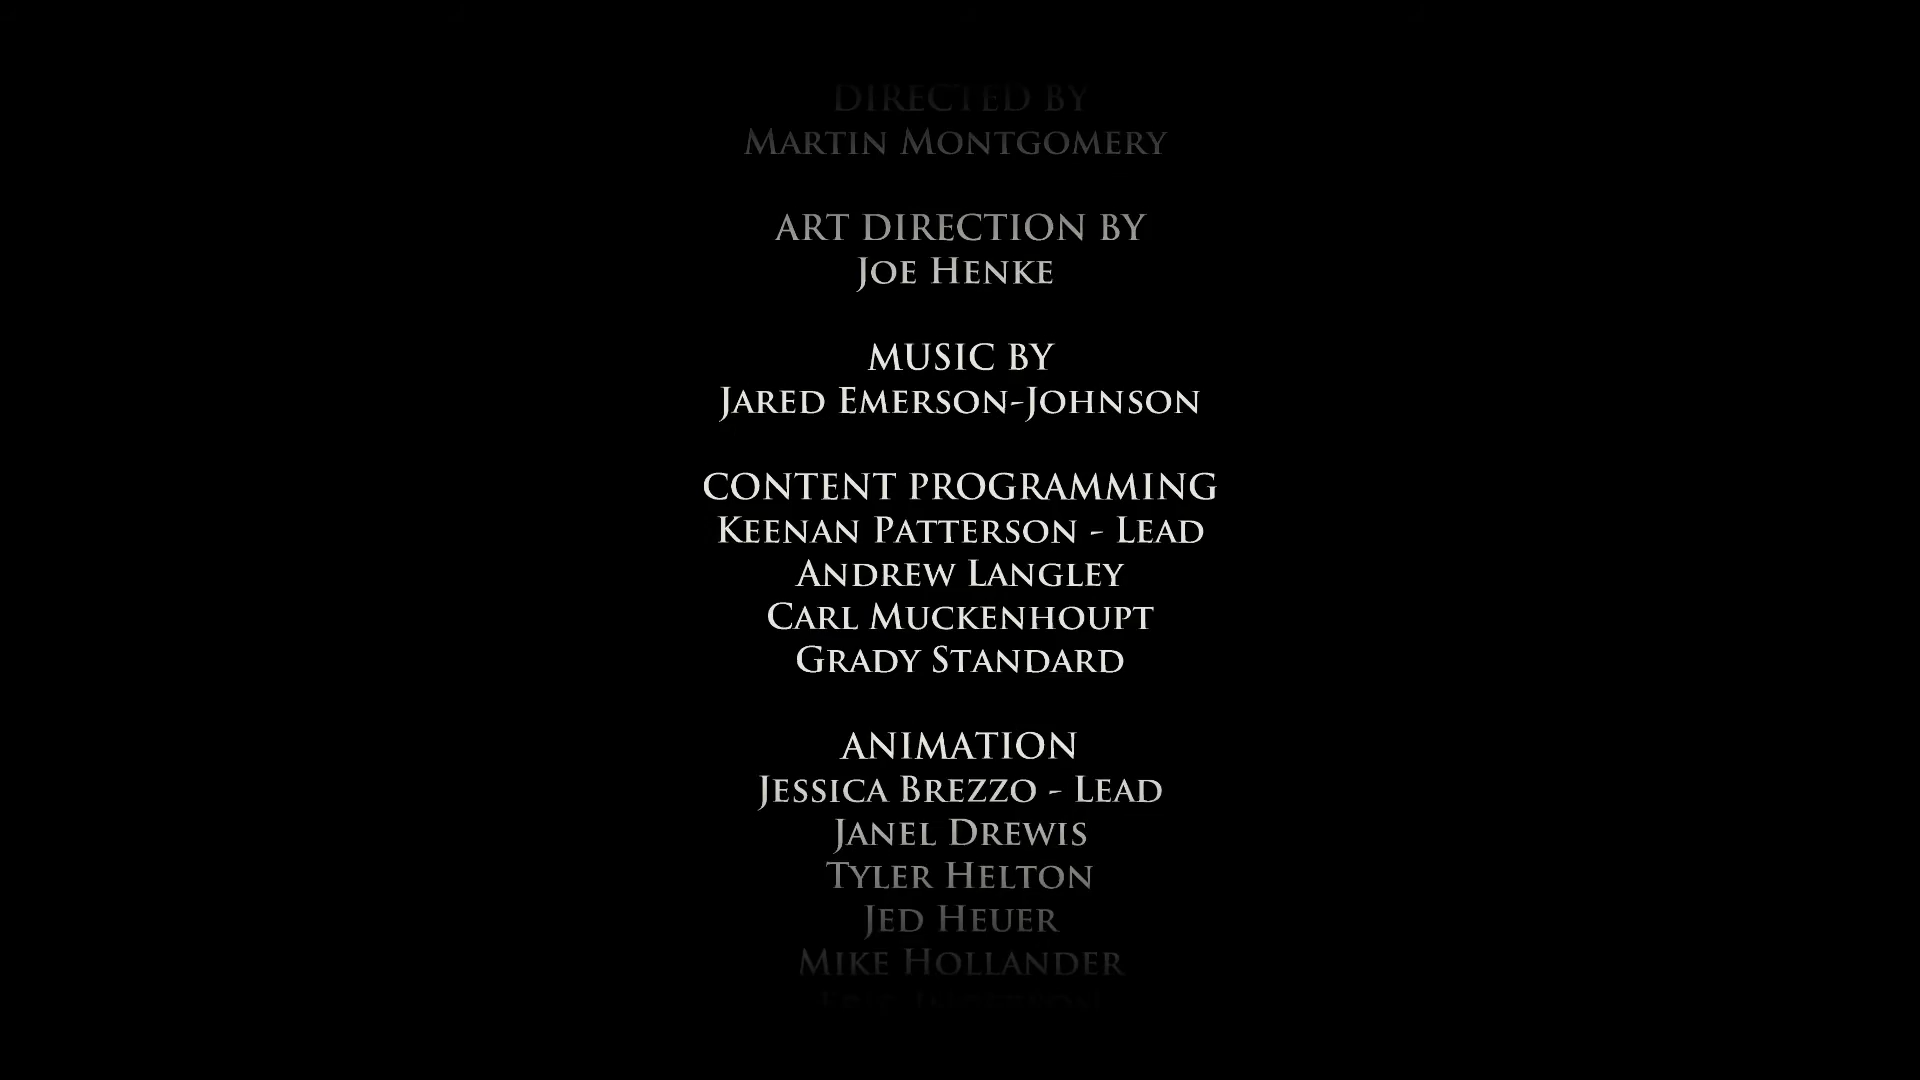 DIRECTED BY
MARTIN MONTGOMERY
ART DIRECTION BY
JOE HENKE
MUSIC BY
JARED EMERSON-JOHNSON
CONTENT PROGRAMMING
KEENAN PATTERSON - LEAD
ANDREW LANGLEY
CARL MUCKENHOUPT
GRADY STANDARD
ANIMATION
JESSICA BREZZO - LEAD
JANEL DREWIS
TYLER HELTON
JED HEUER
MIKE HOLLANDER